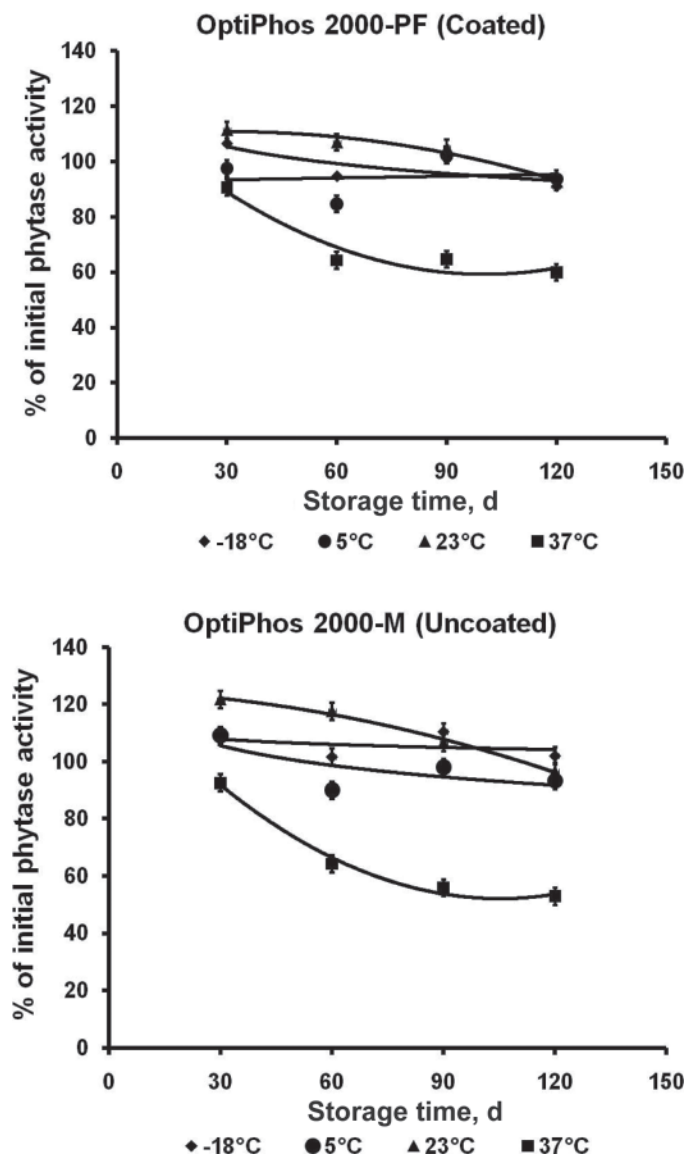 OptiPhos 2000-PF (Coated)
% of initial phytase activity
140
120
100
80
60
40
20
0
0 30 60 90 120 150
Storage time, d
-18°C 5°C 23°C 37°C
OptiPhos 2000-M (Uncoated)
% of initial phytase activity
140
120
100
80
60
40
20
0
0 30 60 90 120 150
Storage time, d
-18°C 5°C 23°C 37°C